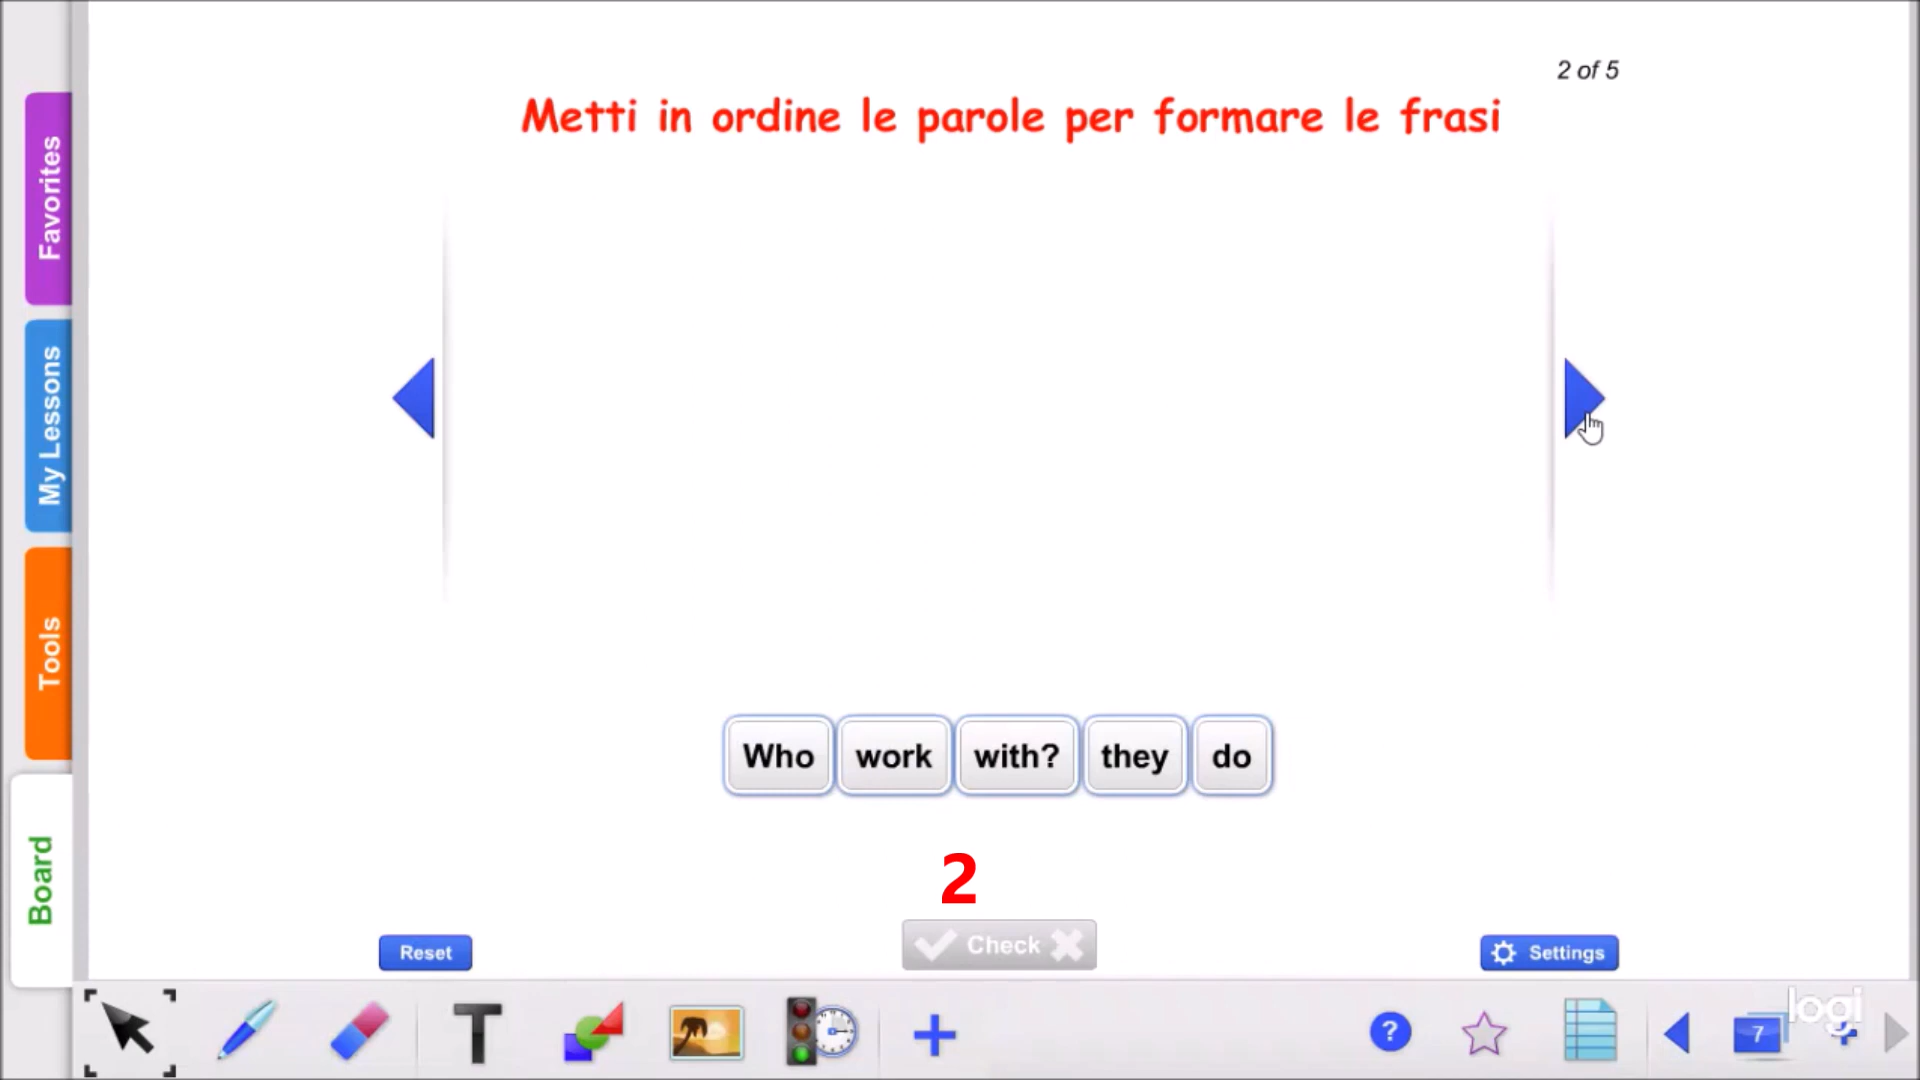 2 of 5
Metti in ordine le parole per formare le frasi
Favorites
My Lessons
Tools
Board
Who work with? they do
2
Reset
Check
Settings
T
?
7
logi